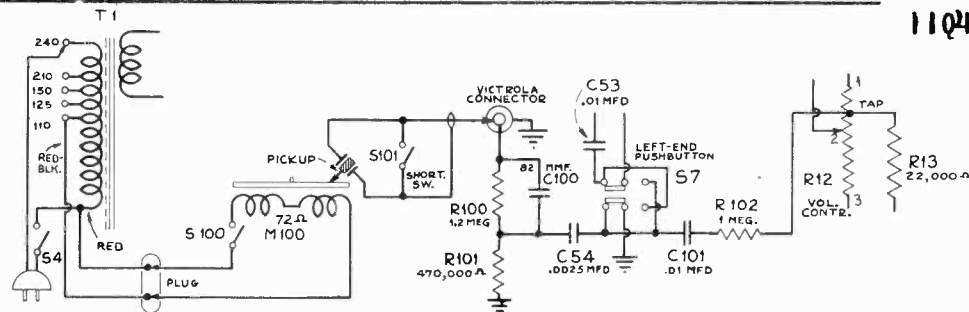 1104
T1
240
210
150
125
110
RED-
BLK.
RED
S4
PLUG
S100
72Ω
M100
PICKUP
S101
SHORT.
SW.
VICTROLA
CONNECTOR
82
MMF.
C100
R100
1.2 MEG
R101
470,000Ω
C53
.01 MFD
LEFT-END
PUSHBUTTON
S7
C54
.0025 MFD
C101
.01 MFD
R102
1 MEG.
1
TAP
2
R12
VOL.
CONTR.
3
R13
22,000Ω